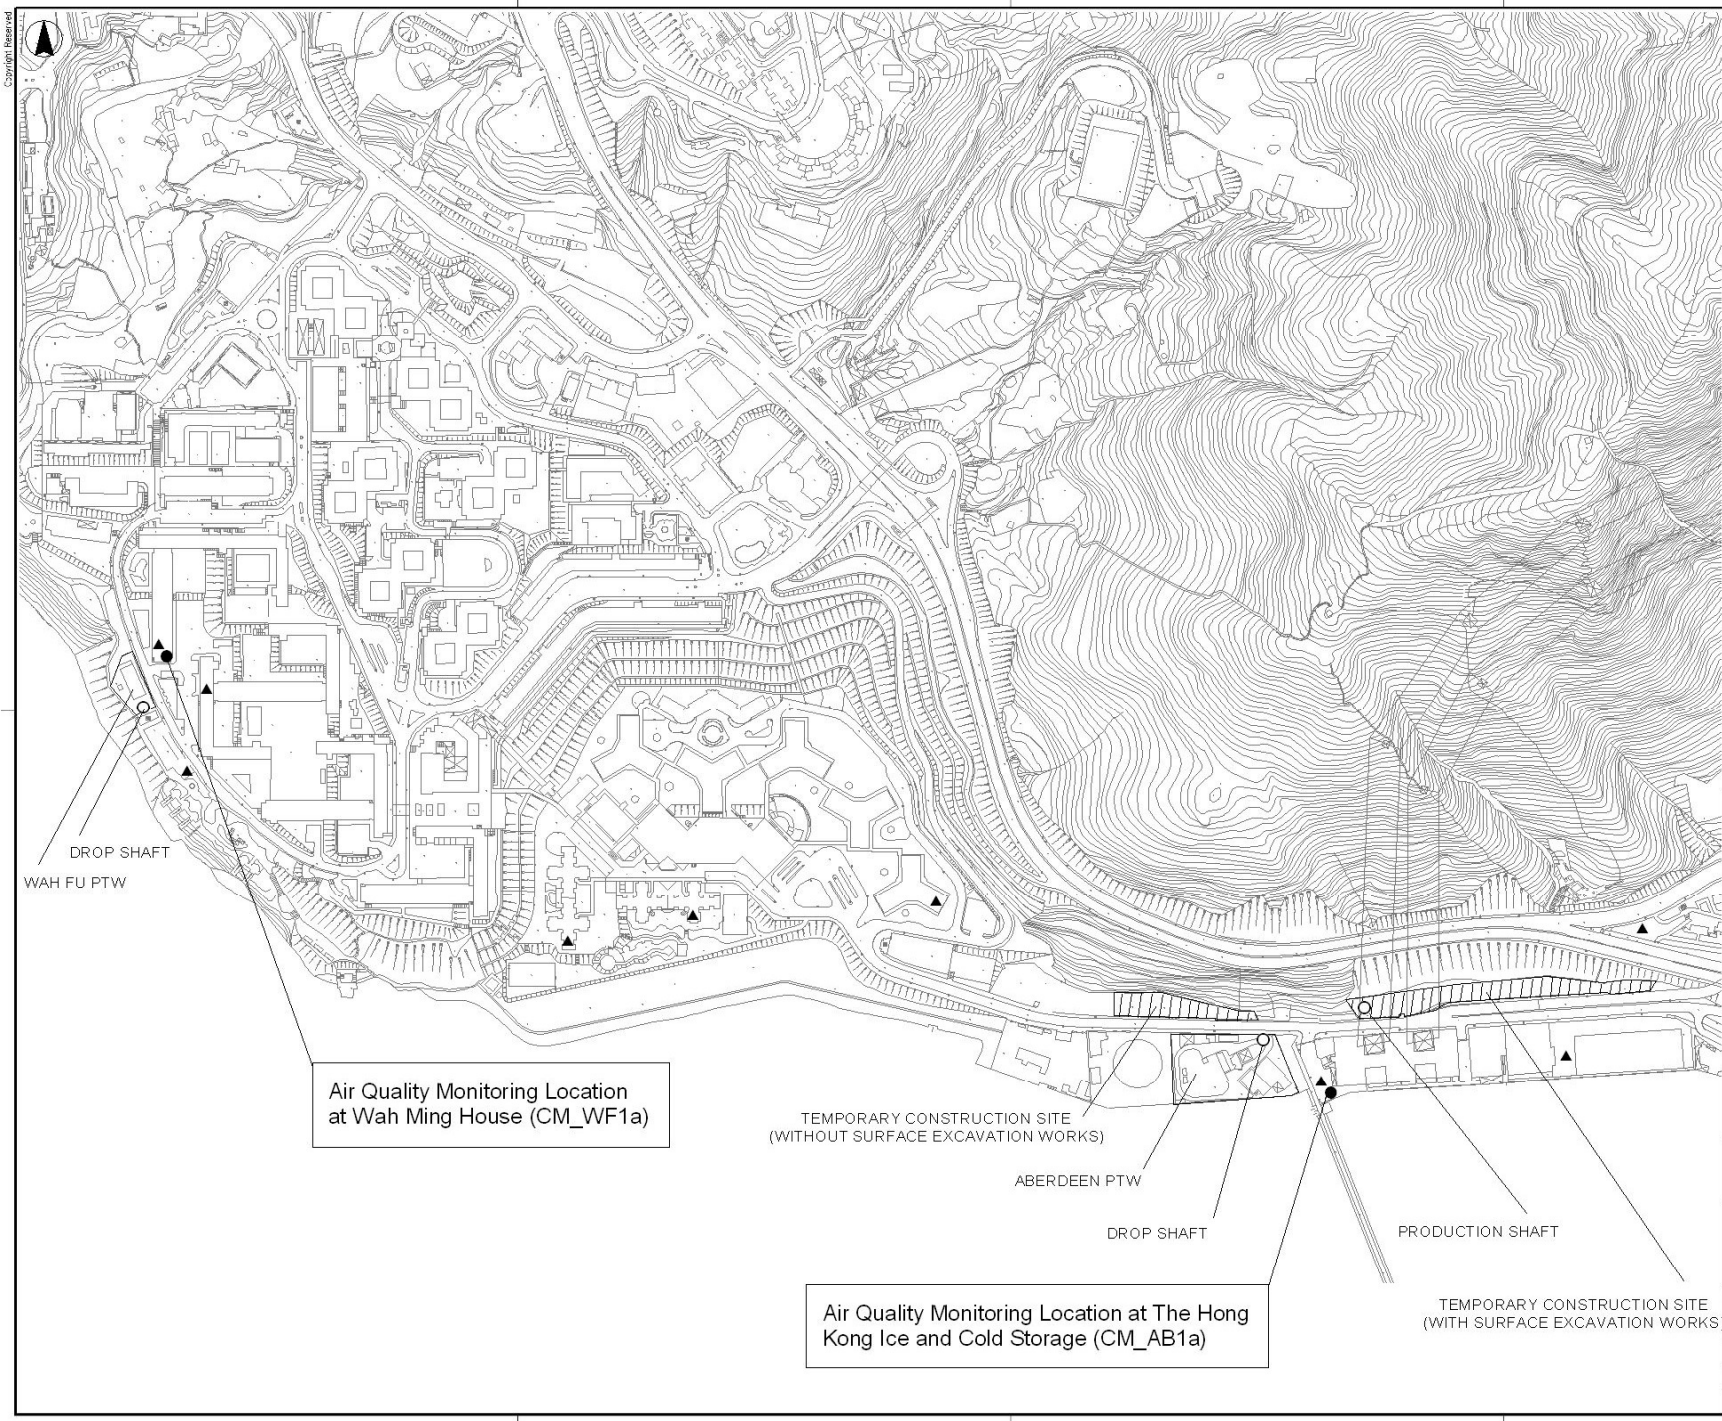 Copyright Reserved
DROP SHAFT
WAH FU PTW
Air Quality Monitoring Location
at Wah Ming House (CM_WF1a)
TEMPORARY CONSTRUCTION SITE
(WITHOUT SURFACE EXCAVATION WORKS)
ABERDEEN PTW
DROP SHAFT
PRODUCTION SHAFT
Air Quality Monitoring Location at The Hong
Kong Ice and Cold Storage (CM_AB1a)
TEMPORARY CONSTRUCTION SITE
(WITH SURFACE EXCAVATION WORKS)